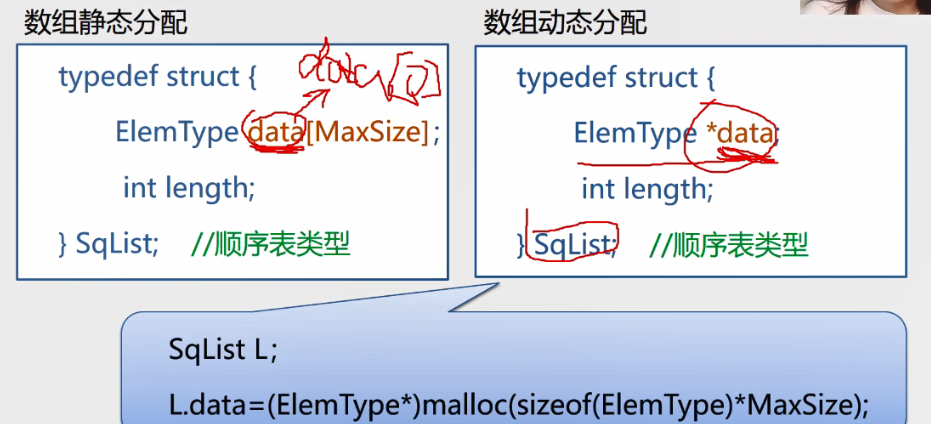 数组静态分配
typedef struct {
ElemType data[MaxSize];
int length;
} SqList; //顺序表类型
数组动态分配
typedef struct {
ElemType *data;
int length;
} SqList; //顺序表类型
SqList L;
L.data=(ElemType*)malloc(sizeof(ElemType)*MaxSize);